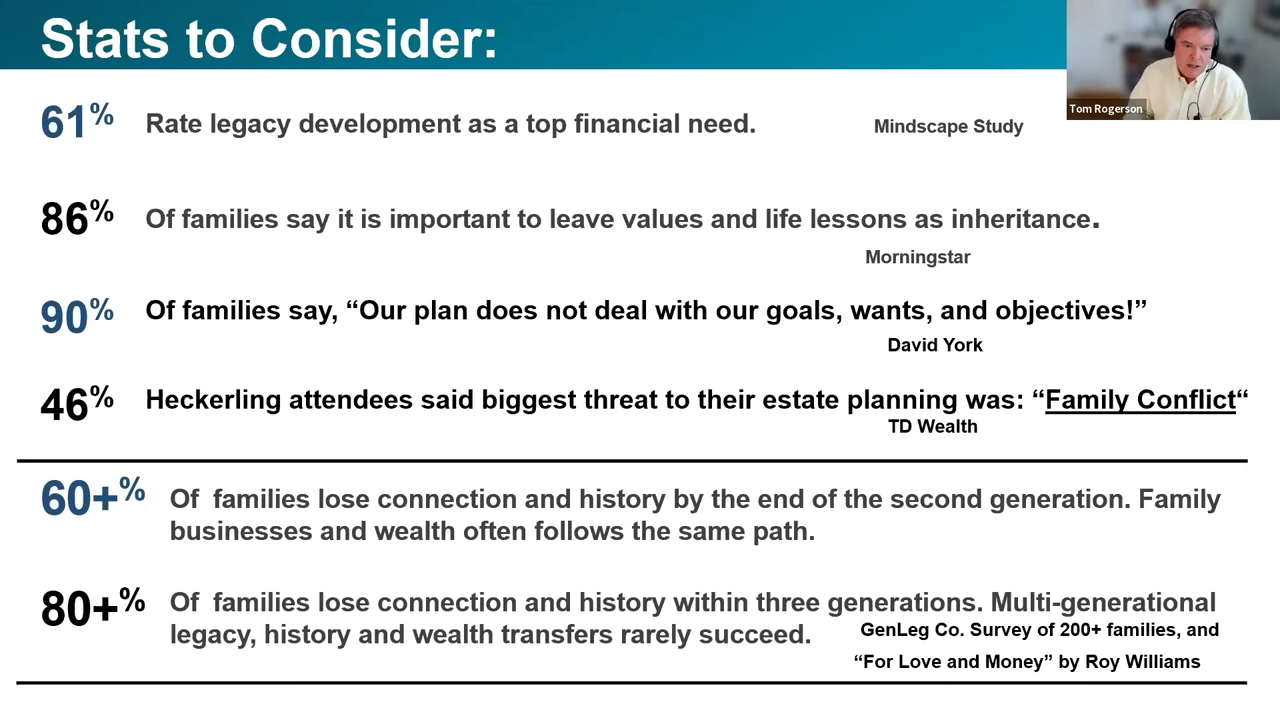 Stats to Consider:
Tom Rogerson
61% Rate legacy development as a top financial need. Mindscape Study
86% Of families say it is important to leave values and life lessons as inheritance.
Morningstar
90% Of families say, “Our plan does not deal with our goals, wants, and objectives!”
David York
46% Heckerling attendees said biggest threat to their estate planning was: “Family Conflict“
TD Wealth
60+% Of families lose connection and history by the end of the second generation. Family
businesses and wealth often follows the same path.
80+% Of families lose connection and history within three generations. Multi-generational
legacy, history and wealth transfers rarely succeed. GenLeg Co. Survey of 200+ families, and
“For Love and Money” by Roy Williams